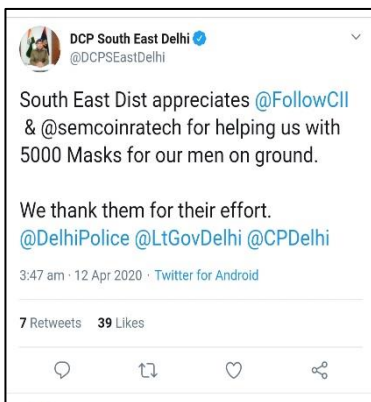 DCP South East Delhi
@DCPSEastDelhi
South East Dist appreciates @FollowCII
& @semcoinratech for helping us with
5000 Masks for our men on ground.
We thank them for their effort.
@DelhiPolice @LtGovDelhi @CPDelhi
3:47 am · 12 Apr 2020 · Twitter for Android
7 Retweets 39 Likes